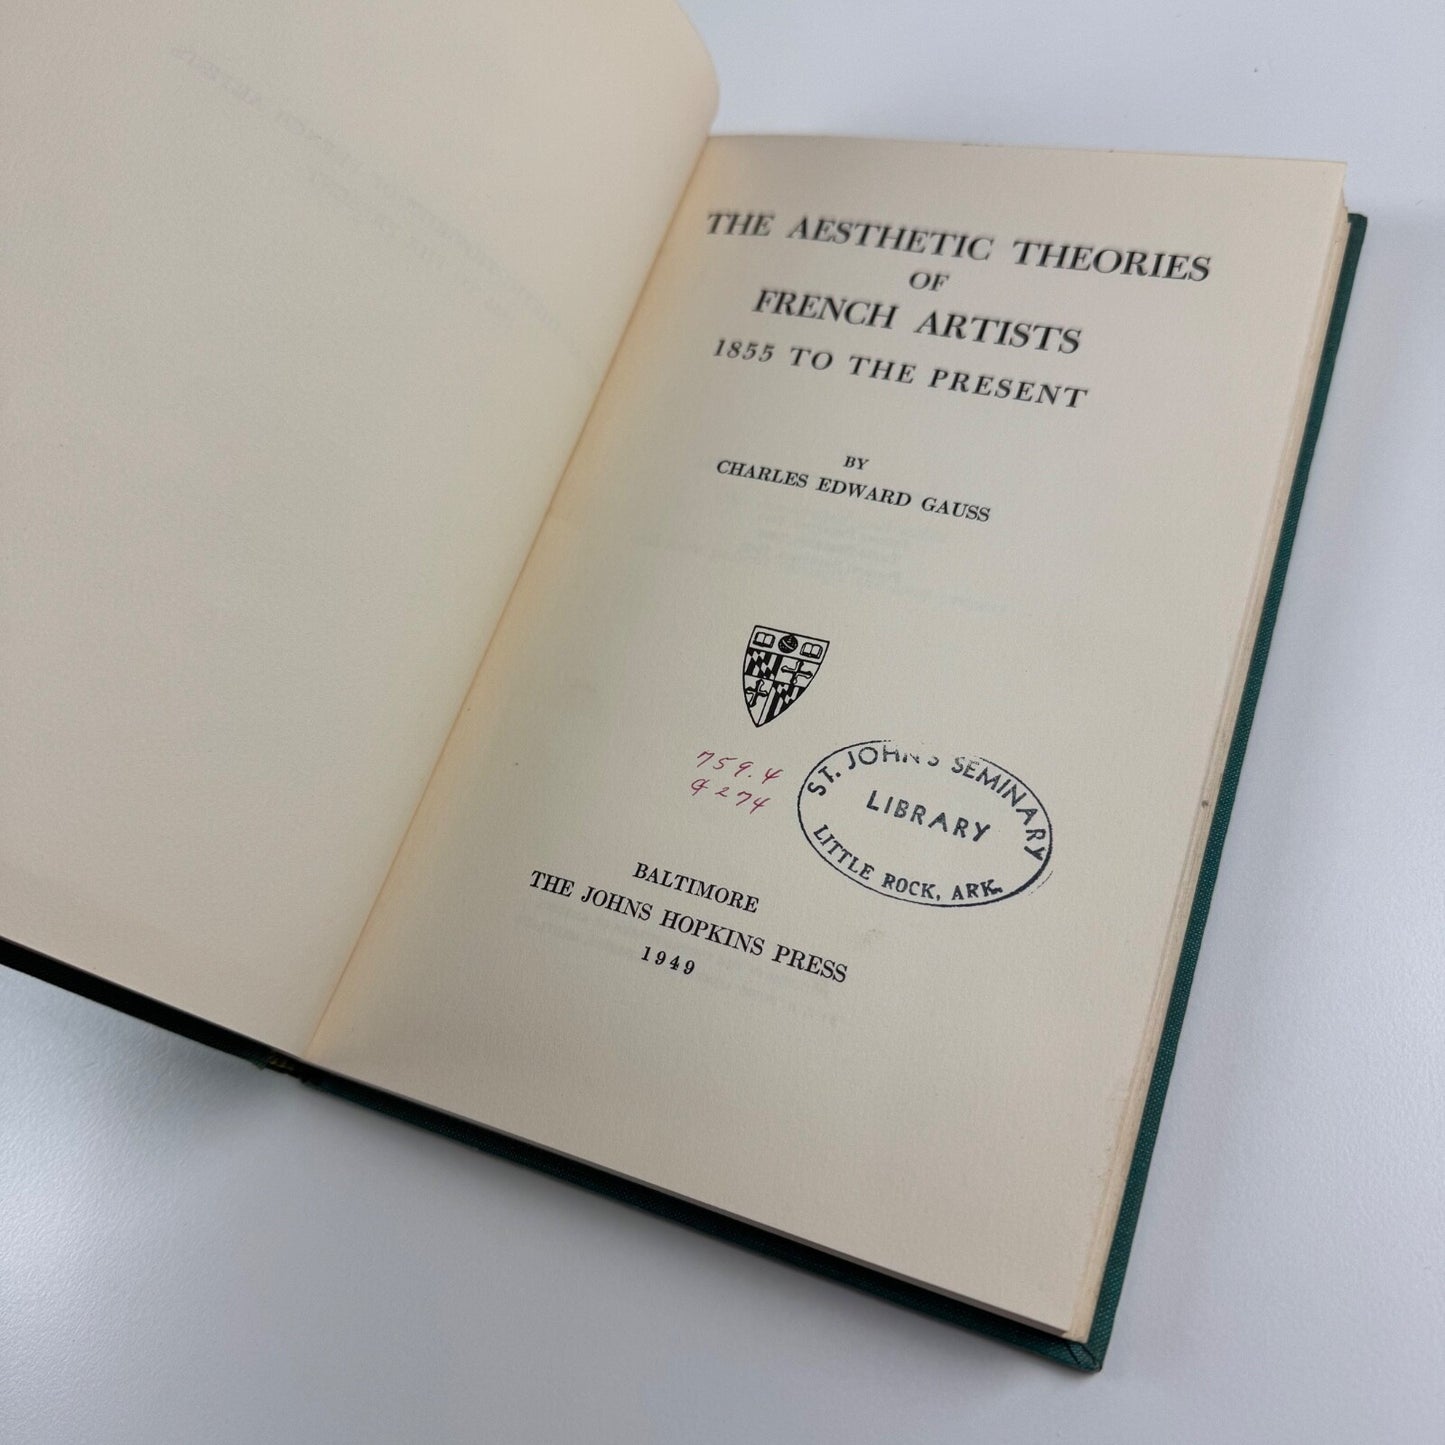 THE AESTHETIC THEORIES
OF
FRENCH ARTISTS
1855 TO THE PRESENT
BY
CHARLES EDWARD GAUSS
759.4
G274
ST. JOHN'S SEMINARY
LIBRARY
LITTLE ROCK, ARK.
BALTIMORE
THE JOHNS HOPKINS PRESS
1949